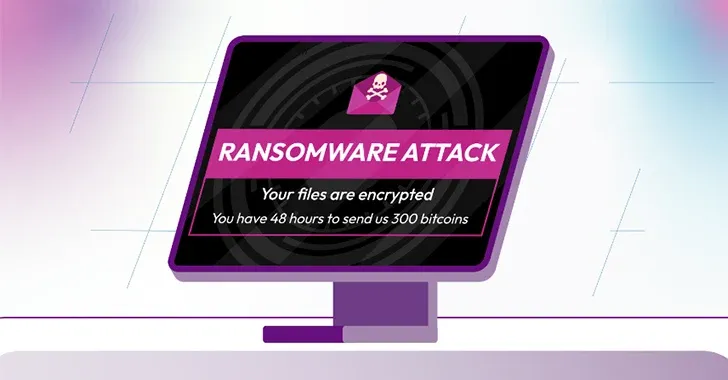 RANSOMWARE ATTACK
Your files are encrypted
You have 48 hours to send us 300 bitcoins